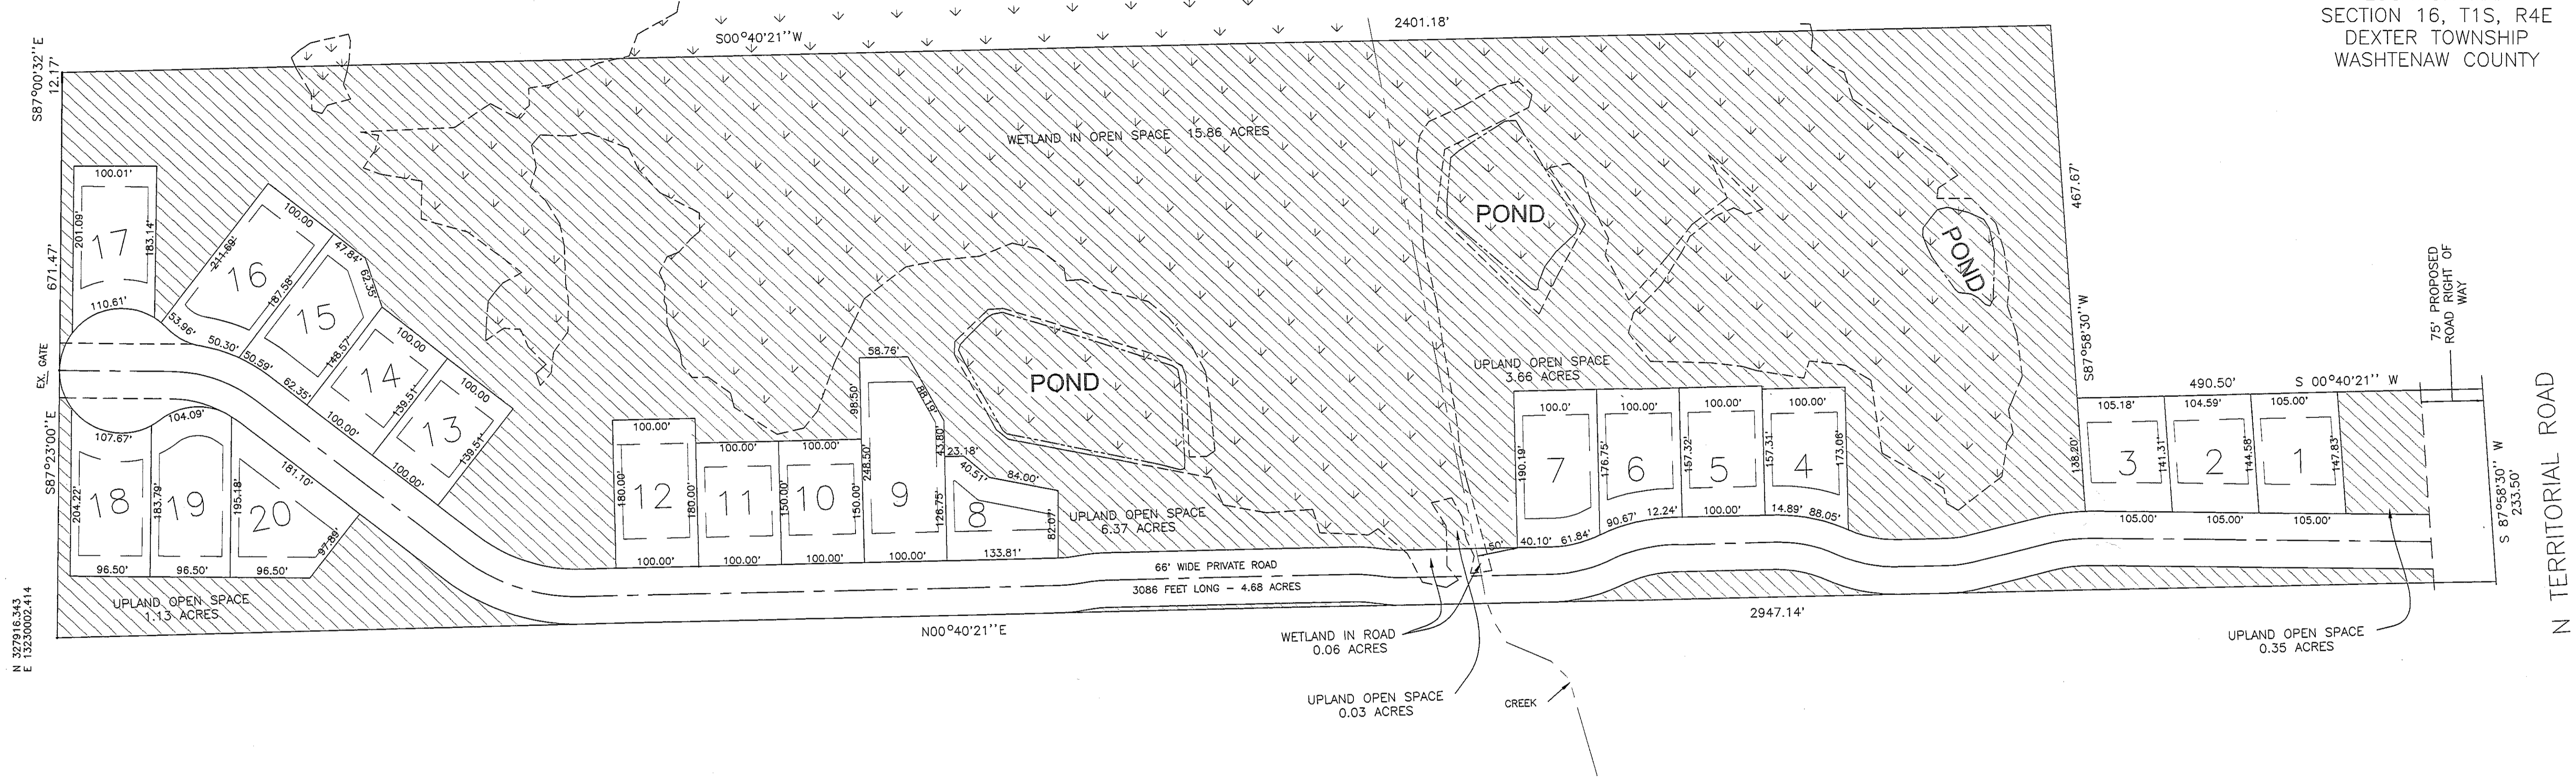 SECTION 16, T1S, R4E
DEXTER TOWNSHIP
WASHTENAW COUNTY
2401.18'
S00°40'21''W
S87°00'32''E
12.17'
WETLAND IN OPEN SPACE 15.86 ACRES
POND
POND
POND
467.67'
S87°58'30''W
671.47'
EX. GATE
S87°23'00''E
N 327916.343
E 13230002.414
75' PROPOSED
ROAD RIGHT OF
WAY
490.50'
S 00°40'21'' W
S 87°58'30'' W
233.50'
N TERRITORIAL ROAD
100.01'
201.09'
17
183.14'
110.61'
53.96'
100.00
211.69'
16
187.58'
50.30'
47.84'
62.35'
15
148.57'
50.59'
62.35'
100.00
14
139.51'
100.00'
100.00
13
139.51'
100.00'
107.67'
204.22'
18
96.50'
104.09'
183.79'
19
96.50'
195.18'
181.10'
20
97.89'
96.50'
UPLAND OPEN SPACE
1.13 ACRES
100.00'
180.00'
12
180.00'
100.00'
100.00'
11
150.00'
100.00'
100.00'
10
150.00'
100.00'
58.76'
98.50'
88.19'
43.80'
248.50'
9
126.75'
100.00'
23.18'
40.51'
84.00'
8
82.07'
133.81'
UPLAND OPEN SPACE
6.37 ACRES
66' WIDE PRIVATE ROAD
3086 FEET LONG – 4.68 ACRES
N00°40'21''E
UPLAND OPEN SPACE
3.66 ACRES
100.0'
190.19'
7
176.75'
50'
40.10'
61.84'
100.00'
6
157.32'
90.67'
12.24'
100.00'
5
157.31'
100.00'
100.00'
4
173.06'
14.89'
88.05'
2947.14'
105.18'
138.20'
3
141.31'
105.00'
104.59'
2
144.58'
105.00'
105.00'
1
147.83'
105.00'
WETLAND IN ROAD
0.06 ACRES
UPLAND OPEN SPACE
0.03 ACRES
CREEK
UPLAND OPEN SPACE
0.35 ACRES